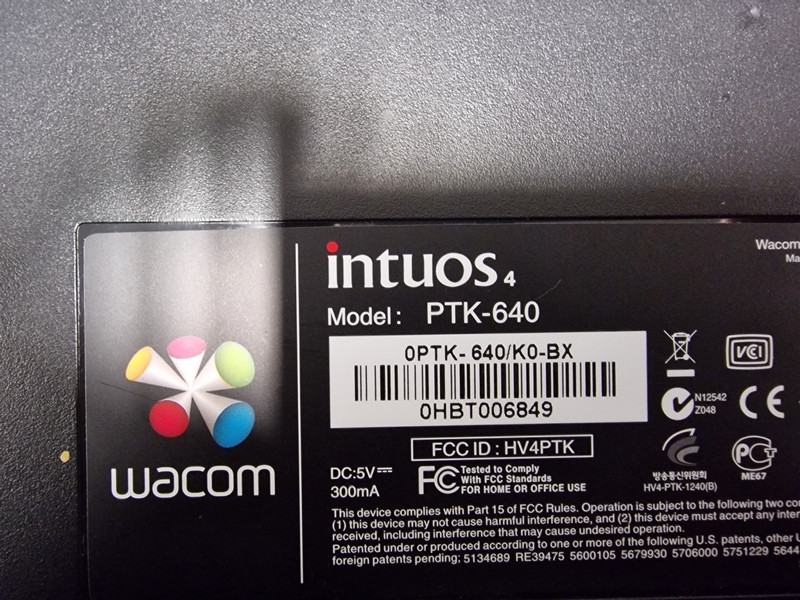 intuos4
Model: PTK-640
0PTK-640/K0-BX
0HBT006849
FCC ID : HV4PTK
DC:5V⎓
300mA
FC Tested to Comply
With FCC Standards
FOR HOME OR OFFICE USE
This device complies with Part 15 of FCC Rules. Operation is subject to the following two
(1) this device may not cause harmful interference, and (2) this device must accept any
received, including interference that may cause undesired operation.
Patented under or produced according to one or more of the following U.S. patents, other
foreign patents pending; 5134689 RE39475 5600105 5679930 5706000 5751229
wacom
Wacom
VCI
N12542
Z048
CE
방송통신위원회
HV4-PTK-1240(B)
PCT
ME67